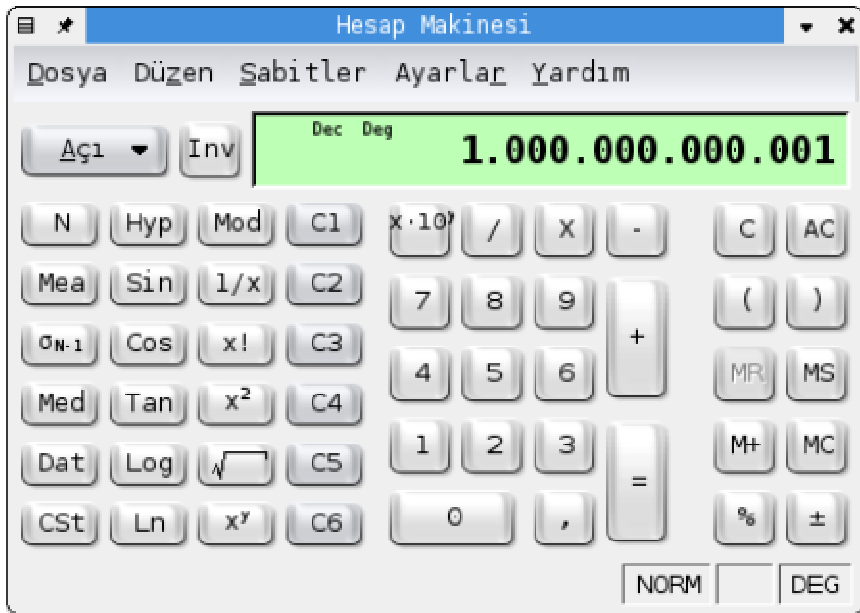 Hesap Makinesi
Dosya Düzen Sabitler Ayarlar Yardım
Açı Inv Dec Deg 1.000.000.000.001
N Hyp Mod C1 x·10ʸ / X - C AC
Mea Sin 1/x C2 7 8 9 + ( )
σN-1 Cos x! C3 4 5 6 MR MS
Med Tan x² C4 1 2 3 = M+ MC
Dat Log √ C5 0 , % ±
CSt Ln xʸ C6
NORM DEG